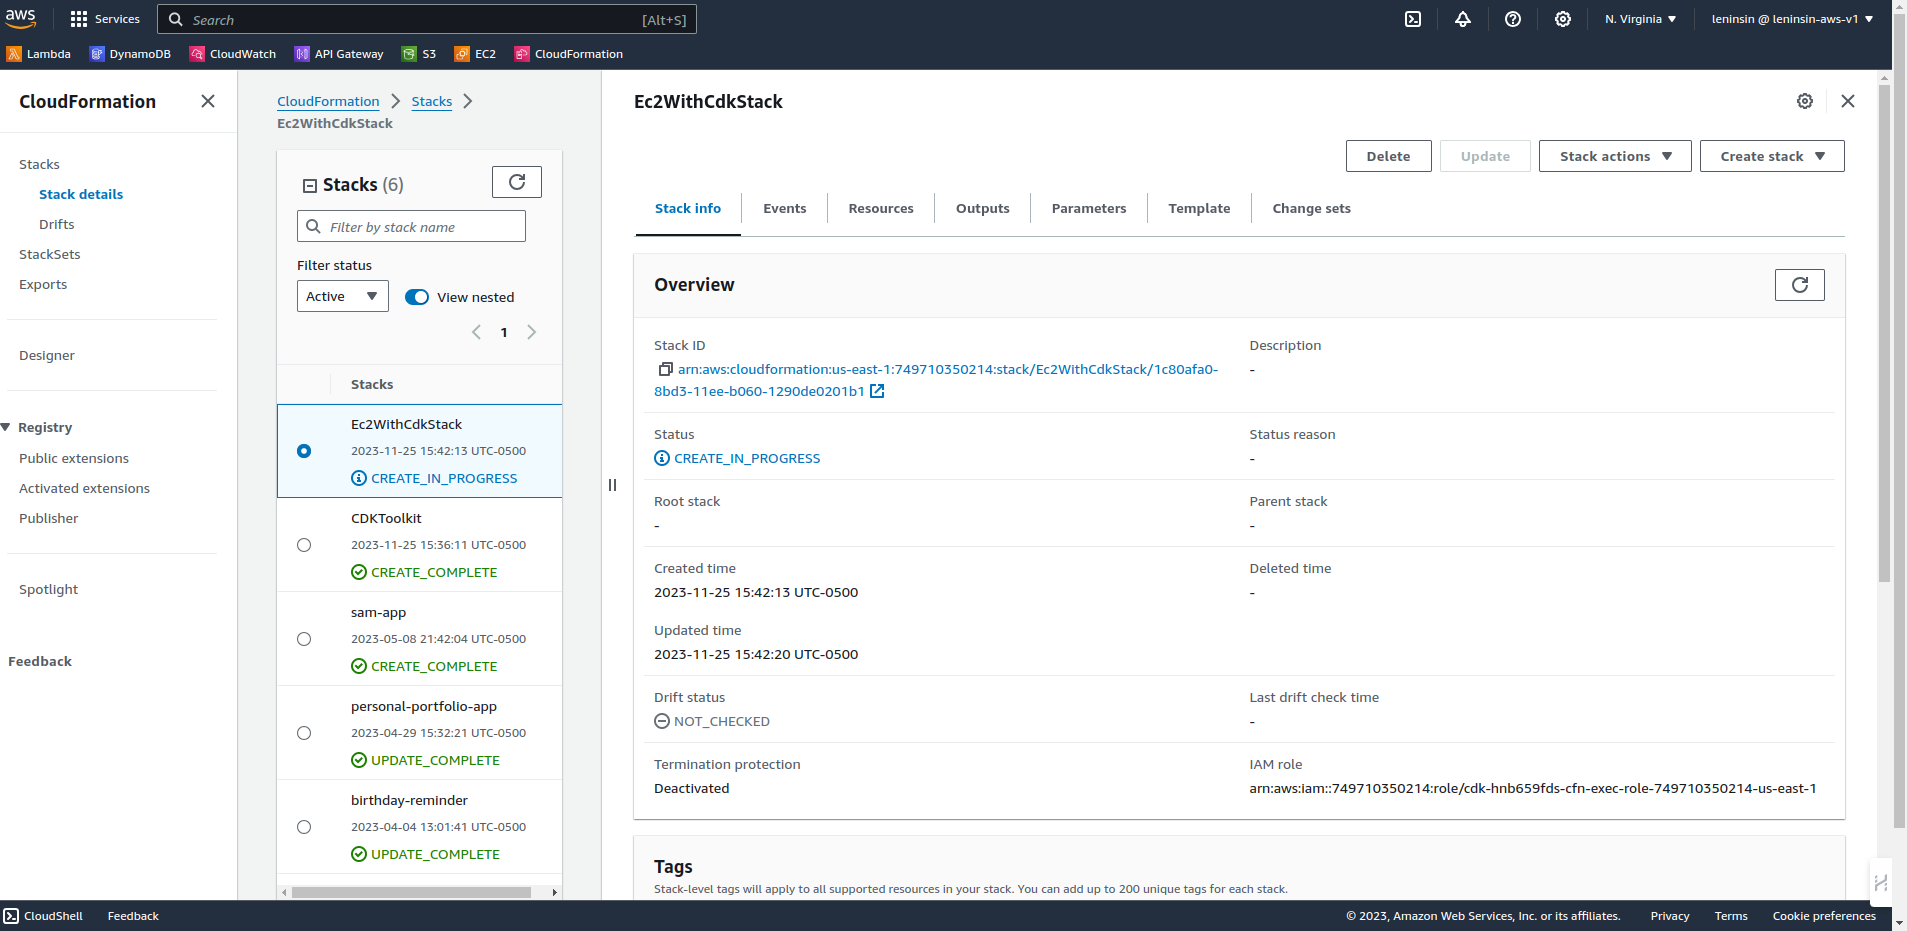 aws Services Search [Alt+S] N. Virginia leninsin @ leninsin-aws-v1
Lambda DynamoDB CloudWatch API Gateway S3 EC2 CloudFormation
CloudFormation
Stacks
Stack details
Drifts
StackSets
Exports
Designer
Registry
Public extensions
Activated extensions
Publisher
Spotlight
Feedback
CloudFormation Stacks
Ec2WithCdkStack
Stacks (6)
Filter by stack name
Filter status
Active View nested
1
Stacks
Ec2WithCdkStack
2023-11-25 15:42:13 UTC-0500
CREATE_IN_PROGRESS
CDKToolkit
2023-11-25 15:36:11 UTC-0500
CREATE_COMPLETE
sam-app
2023-05-08 21:42:04 UTC-0500
CREATE_COMPLETE
personal-portfolio-app
2023-04-29 15:32:21 UTC-0500
UPDATE_COMPLETE
birthday-reminder
2023-04-04 13:01:41 UTC-0500
UPDATE_COMPLETE
Ec2WithCdkStack
Delete Update Stack actions Create stack
Stack info Events Resources Outputs Parameters Template Change sets
Overview
Stack ID
arn:aws:cloudformation:us-east-1:749710350214:stack/Ec2WithCdkStack/1c80afa0-
8bd3-11ee-b060-1290de0201b1
Description
-
Status
CREATE_IN_PROGRESS
Status reason
-
Root stack
-
Parent stack
-
Created time
2023-11-25 15:42:13 UTC-0500
Deleted time
-
Updated time
2023-11-25 15:42:20 UTC-0500
Drift status
NOT_CHECKED
Last drift check time
-
Termination protection
Deactivated
IAM role
arn:aws:iam::749710350214:role/cdk-hnb659fds-cfn-exec-role-749710350214-us-east-1
Tags
Stack-level tags will apply to all supported resources in your stack. You can add up to 200 unique tags for each stack.
CloudShell Feedback © 2023, Amazon Web Services, Inc. or its affiliates. Privacy Terms Cookie preferences